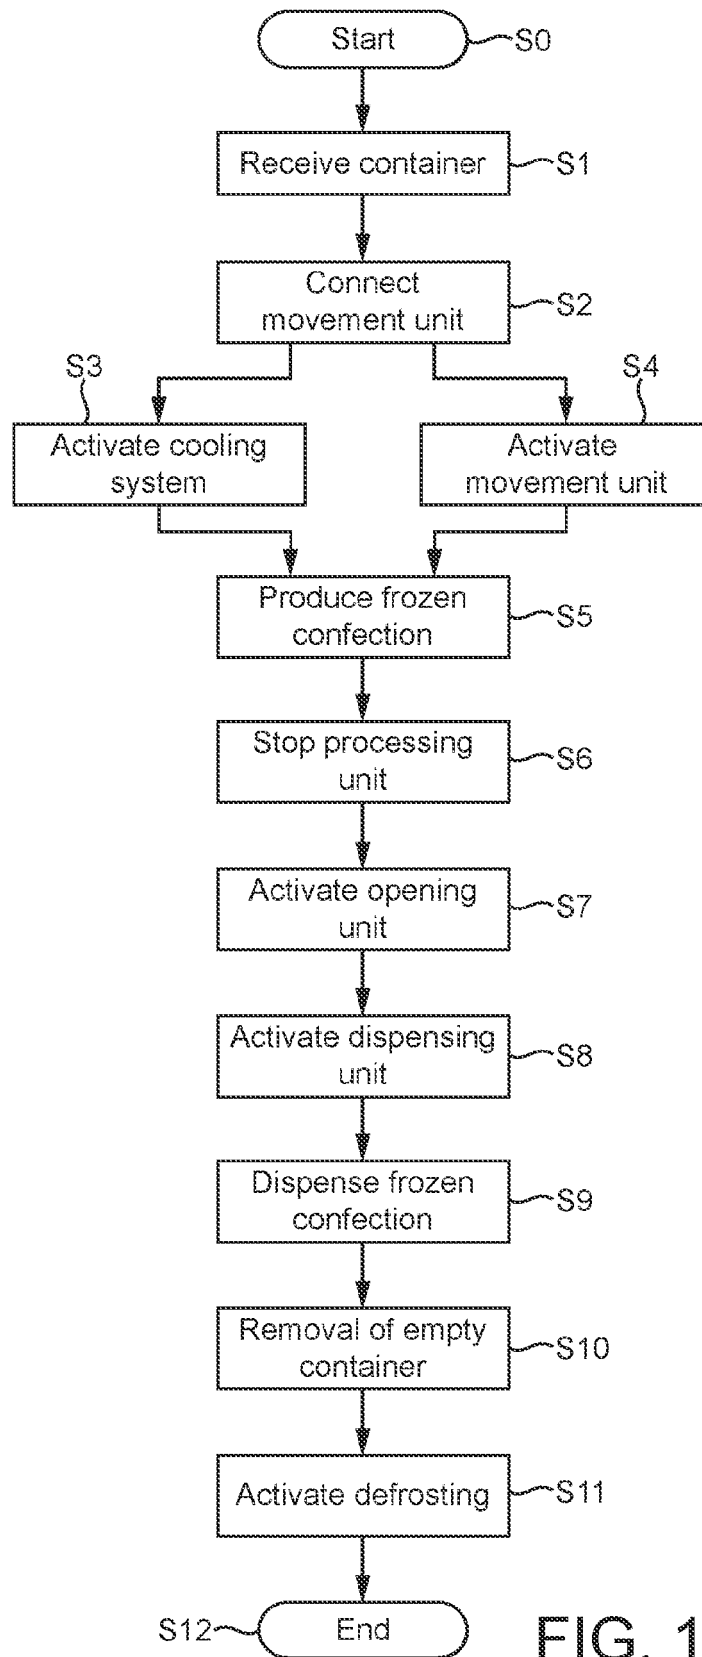 Start
S0
Receive container
S1
Connect
movement unit
S2
S3
S4
Activate cooling
system
Activate
movement unit
Produce frozen
confection
S5
Stop processing
unit
S6
Activate opening
unit
S7
Activate dispensing
unit
S8
Dispense frozen
confection
S9
Removal of empty
container
S10
Activate defrosting
S11
S12
End
FIG. 1